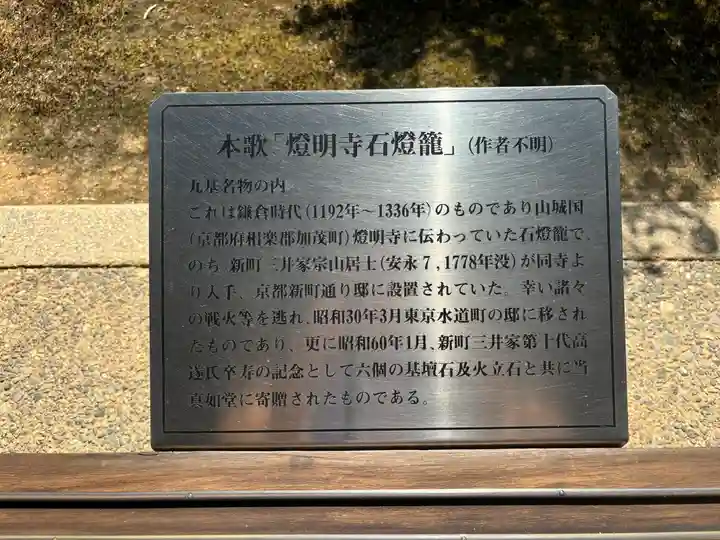 本歌「燈明寺石燈籠」(作者不明)
九基名物の内
これは鎌倉時代(1192年～1336年)のものであり山城国
(京都府相楽郡加茂町)燈明寺に伝わっていた石燈籠で、
のち 新町三井家宗山居士(安永7,1778年没)が同寺よ
り入手、京都新町通り邸に設置されていた。幸い諸々
の戦火等を逃れ、昭和30年3月東京水道町の邸に移され
たものであり、更に昭和60年1月、新町三井家第十代高
遂氏卒寿の記念として六個の基壇石及火立石と共に当
真如堂に寄贈されたものである。